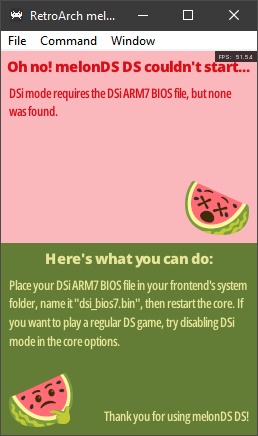 RetroArch mel...
File Command Window
FPS: 51.54
Oh no! melonDS DS couldn't start...
DSi mode requires the DSi ARM7 BIOS file, but none
was found.
Here's what you can do:
Place your DSi ARM7 BIOS file in your frontend's system
folder, name it "dsi_bios7.bin", then restart the core. If
you want to play a regular DS game, try disabling DSi
mode in the core options.
Thank you for using melonDS DS!